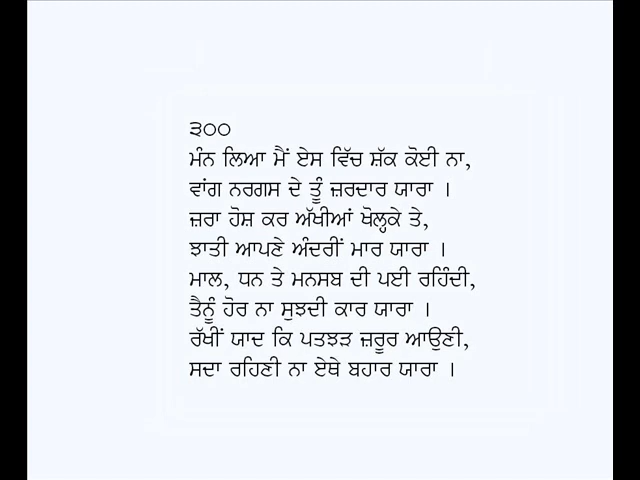 ੩੦੦
ਮੰਨ ਲਿਆ ਮੈਂ ਏਸ ਵਿੱਚ ਸ਼ੱਕ ਕੋਈ ਨਾ,
ਵਾਂਗ ਨਰਗਸ ਦੇ ਤੂੰ ਜ਼ਰਦਾਰ ਯਾਰਾ ।
ਜ਼ਰਾ ਹੋਸ਼ ਕਰ ਅੱਖੀਆਂ ਖੋਲ੍ਹਕੇ ਤੇ,
ਝਾਤੀ ਆਪਣੇ ਅੰਦਰੀਂ ਮਾਰ ਯਾਰਾ ।
ਮਾਲ, ਧਨ ਤੇ ਮਨਸਬ ਦੀ ਪਈ ਰਹਿੰਦੀ,
ਤੈਨੂੰ ਹੋਰ ਨਾ ਸੁਝਦੀ ਕਾਰ ਯਾਰਾ ।
ਰੱਖੀਂ ਯਾਦ ਕਿ ਪਤਝੜ ਜ਼ਰੂਰ ਆਉਣੀ,
ਸਦਾ ਰਹਿਣੀ ਨਾ ਏਥੇ ਬਹਾਰ ਯਾਰਾ ।